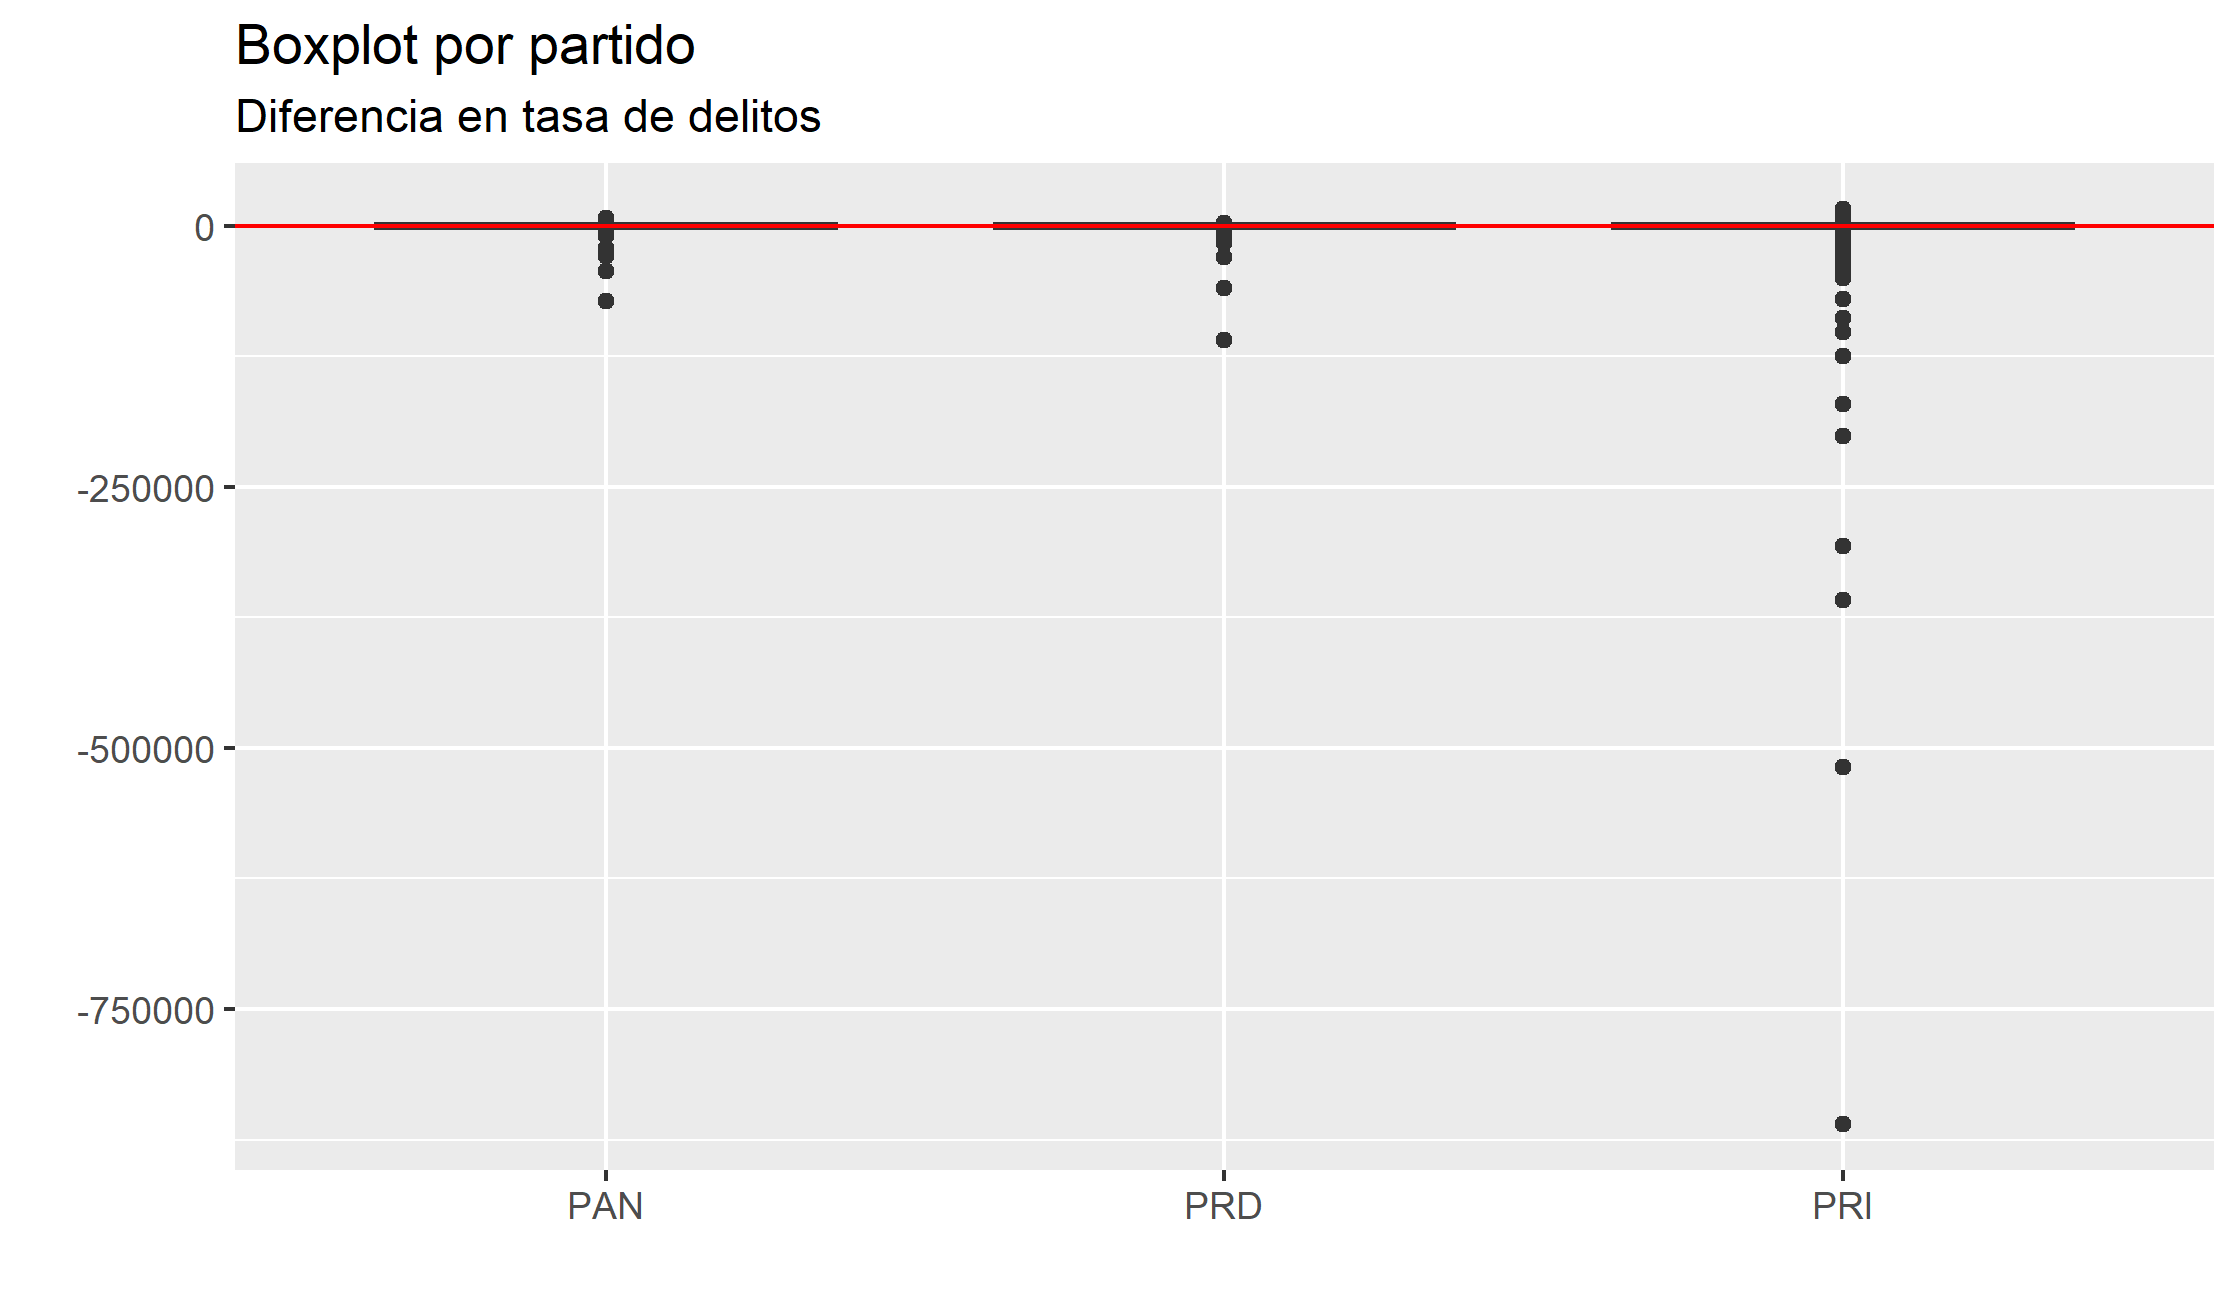 Boxplot por partido
Diferencia en tasa de delitos
0
-250000
-500000
-750000
PAN PRD PRI